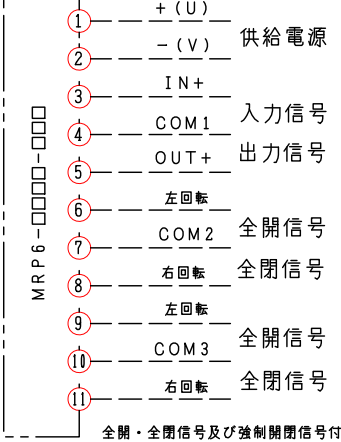 ① +(U)
供給電源
② -(V)
③ IN+
入力信号
④ COM1
出力信号
⑤ OUT+
⑥ 左回転
全開信号
⑦ COM2
全閉信号
⑧ 右回転
⑨ 左回転
全開信号
⑩ COM3
全閉信号
⑪ 右回転
MRP6-□□□□-□□□
全開・全閉信号及び強制開閉信号付